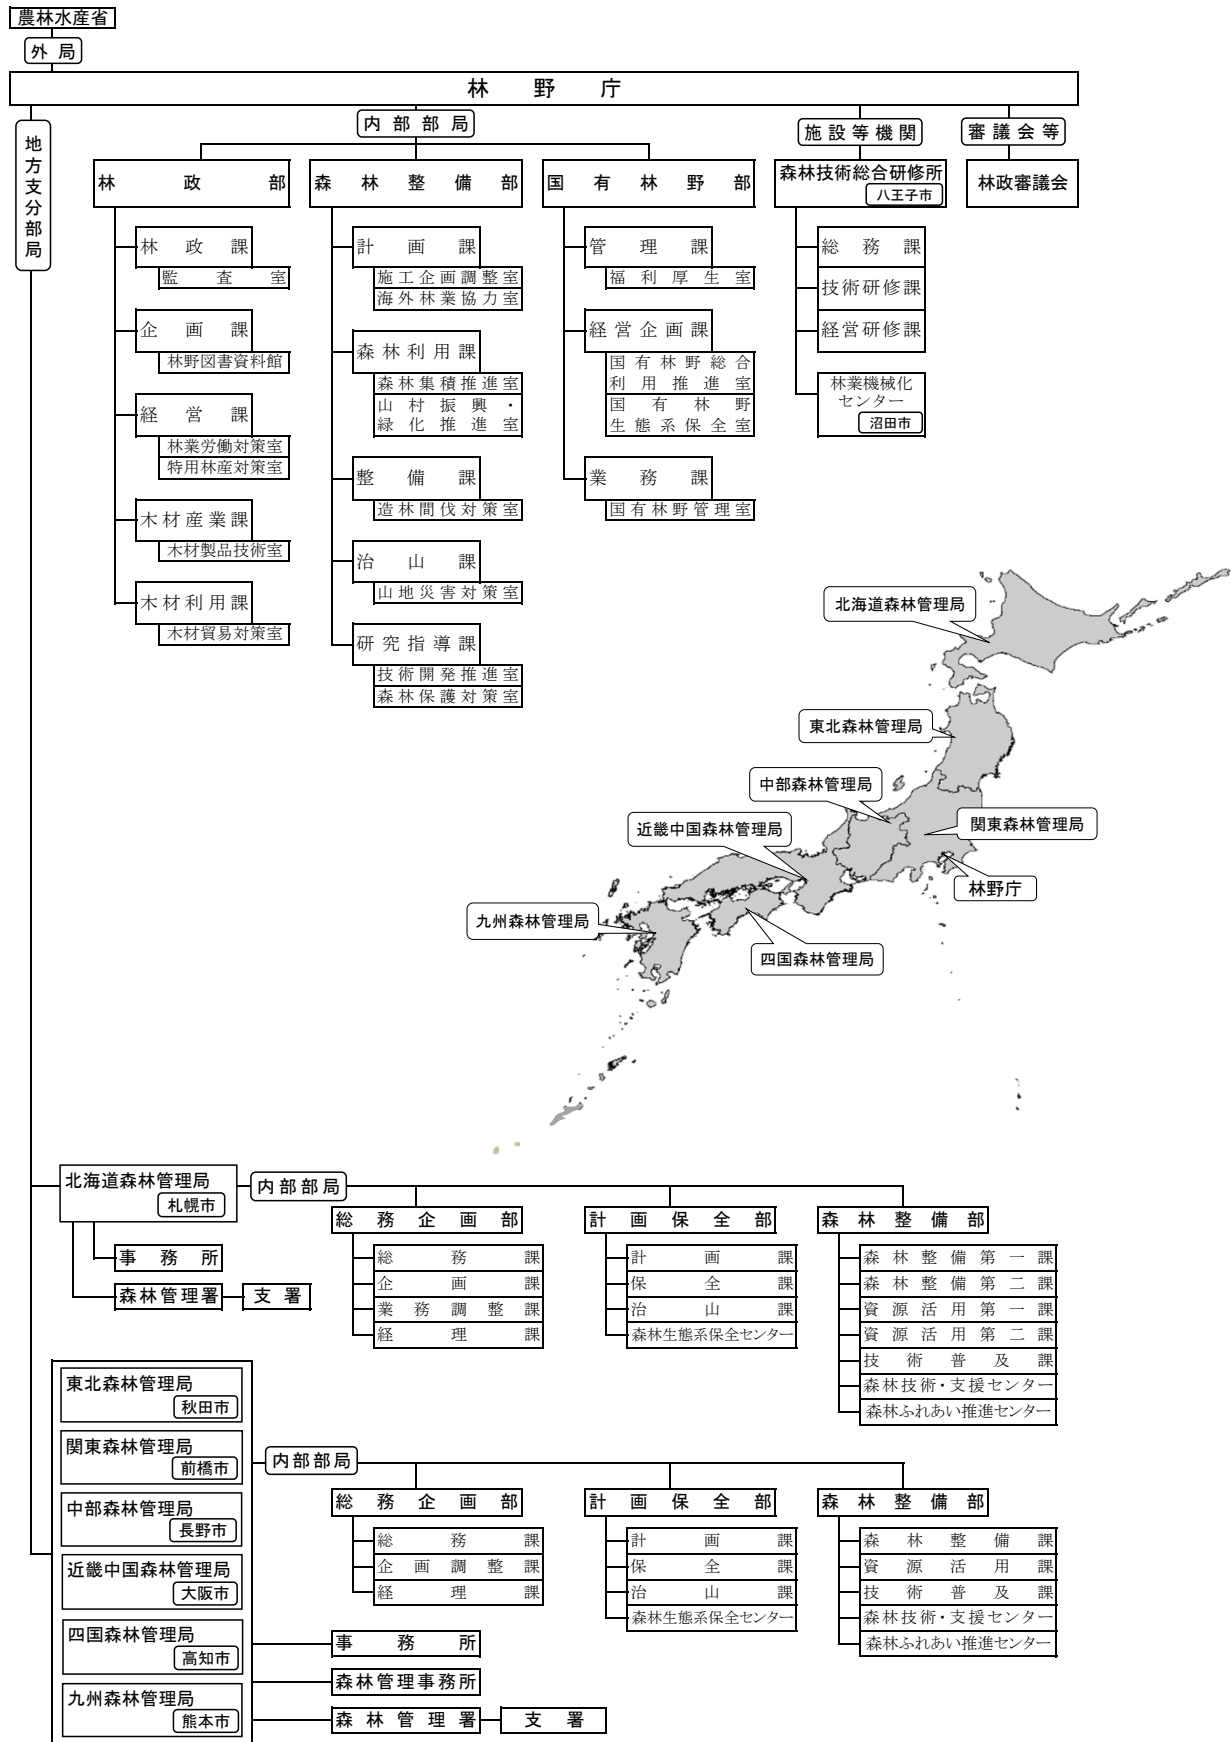 農林水産省
外局
林野庁
地方支分部局
内部部局
施設等機関
審議会等
林政部
林政課
監査室
企画課
林野図書資料館
経営課
林業労働対策室
特用林産対策室
木材産業課
木材製品技術室
木材利用課
木材貿易対策室
森林整備部
計画課
施工企画調整室
海外林業協力室
森林利用課
森林集積推進室
山村振興・
緑化推進室
整備課
造林間伐対策室
治山課
山地災害対策室
研究指導課
技術開発推進室
森林保護対策室
国有林野部
管理課
福利厚生室
経営企画課
国有林野総合
利用推進室
国有林野
生態系保全室
業務課
国有林野管理室
森林技術総合研修所
八王子市
総務課
技術研修課
経営研修課
林業機械化
センター
沼田市
林政審議会
北海道森林管理局
東北森林管理局
中部森林管理局
近畿中国森林管理局
関東森林管理局
林野庁
九州森林管理局
四国森林管理局
北海道森林管理局
札幌市
事務所
森林管理署
支署
内部部局
総務企画部
総務課
企画課
業務調整課
経理課
計画保全部
計画課
保全課
治山課
森林生態系保全センター
森林整備部
森林整備第一課
森林整備第二課
資源活用第一課
資源活用第二課
技術普及課
森林技術・支援センター
森林ふれあい推進センター
東北森林管理局
秋田市
関東森林管理局
前橋市
中部森林管理局
長野市
近畿中国森林管理局
大阪市
四国森林管理局
高知市
九州森林管理局
熊本市
内部部局
総務企画部
総務課
企画調整課
経理課
計画保全部
計画課
保全課
治山課
森林生態系保全センター
森林整備部
森林整備課
資源活用課
技術普及課
森林技術・支援センター
森林ふれあい推進センター
事務所
森林管理事務所
森林管理署
支署